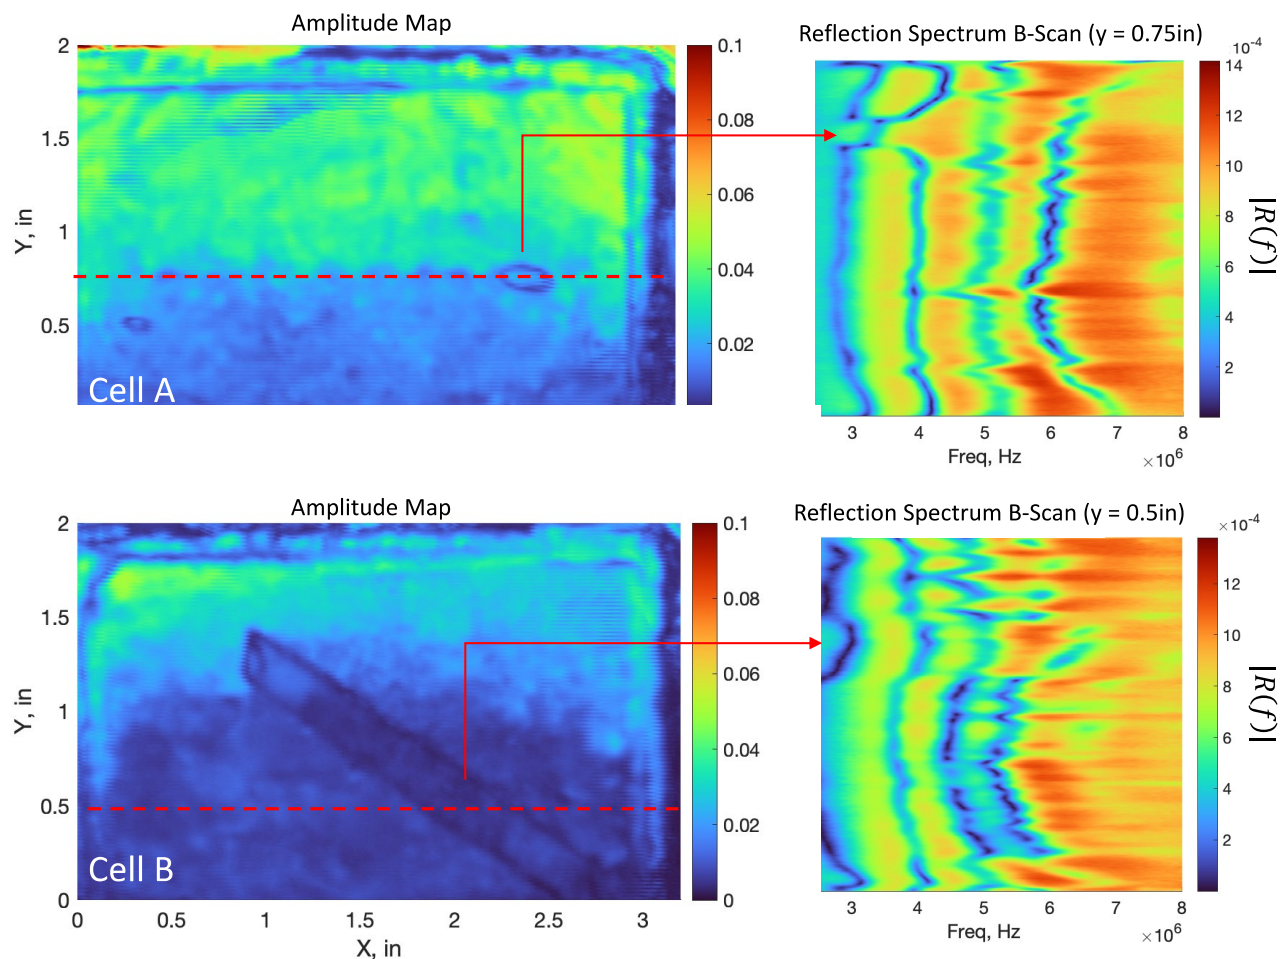 Amplitude Map
2
1.5
1
0.5
Y, in
Cell A
0.1
0.08
0.06
0.04
0.02
Reflection Spectrum B-Scan (y = 0.75in)
×10⁻⁴
14
12
10
8
6
4
2
|R(f)|
3 4 5 6 7 8
Freq, Hz
×10⁶
Amplitude Map
2
1.5
1
0.5
0
Y, in
Cell B
0 0.5 1 1.5 2 2.5 3
X, in
0.1
0.08
0.06
0.04
0.02
0
Reflection Spectrum B-Scan (y = 0.5in)
×10⁻⁴
12
10
8
6
4
2
|R(f)|
3 4 5 6 7 8
Freq, Hz
×10⁶